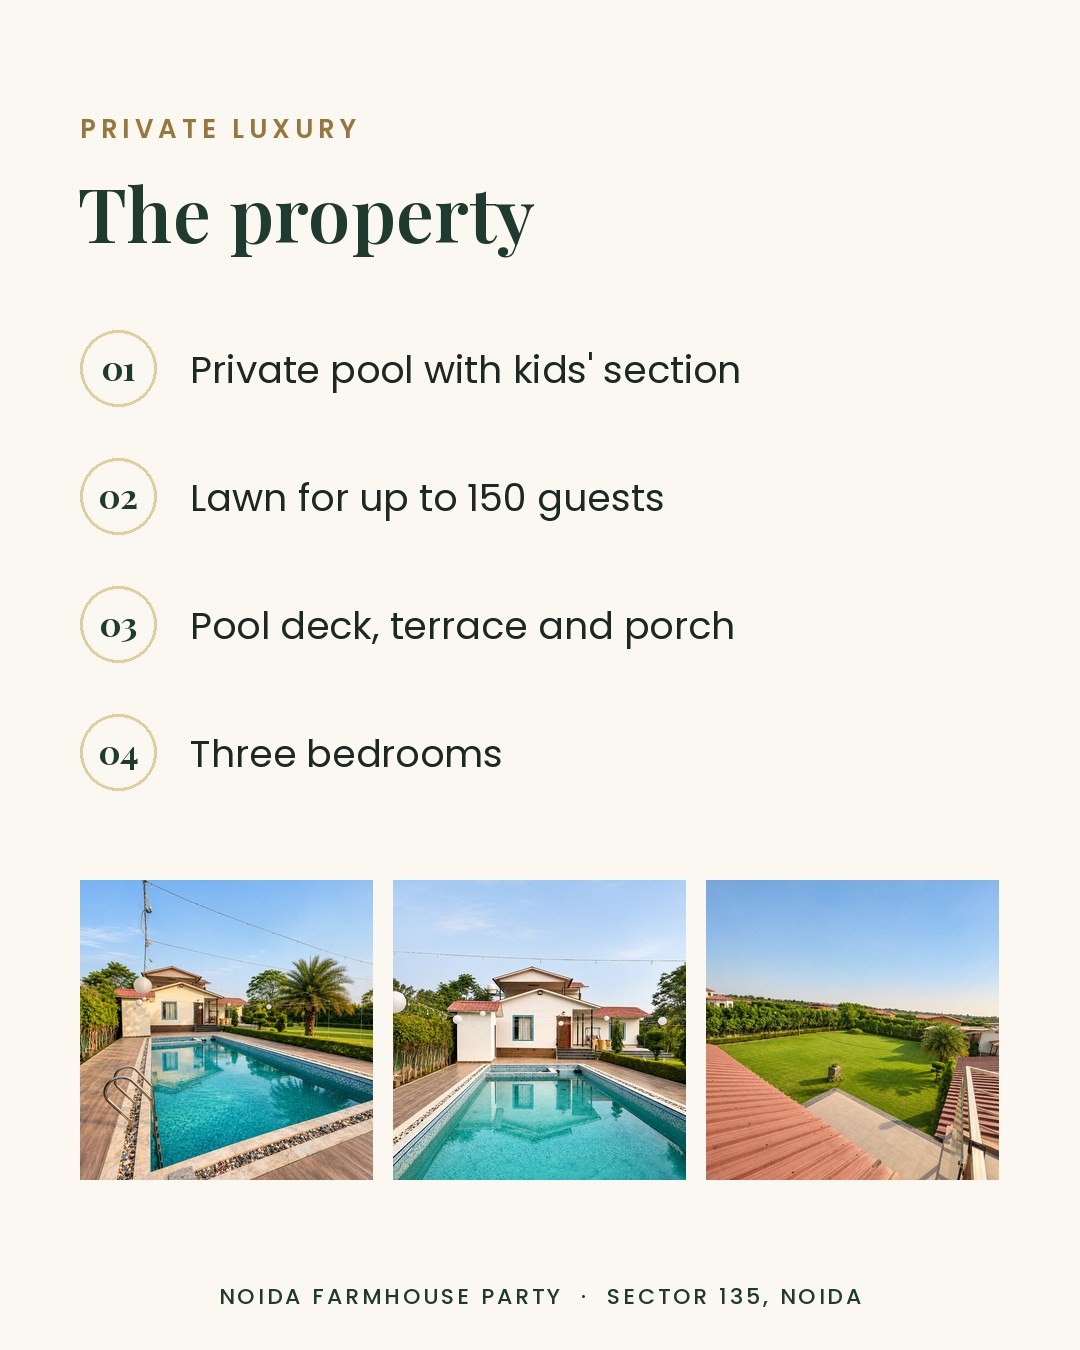 PRIVATE LUXURY
The property
01 Private pool with kids' section
02 Lawn for up to 150 guests
03 Pool deck, terrace and porch
04 Three bedrooms
NOIDA FARMHOUSE PARTY · SECTOR 135, NOIDA